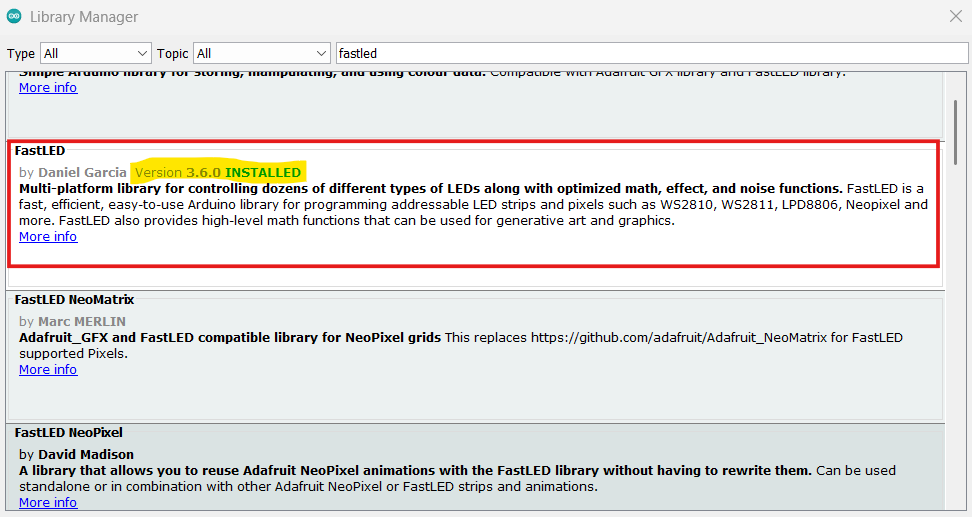 Library Manager
Type All Topic All fastled
Simple Arduino library for storing, manipulating, and using colour data. Compatible with Adafruit GFX library and FastLED library.
More info
FastLED
by Daniel Garcia Version 3.6.0 INSTALLED
Multi-platform library for controlling dozens of different types of LEDs along with optimized math, effect, and noise functions. FastLED is a
fast, efficient, easy-to-use Arduino library for programming addressable LED strips and pixels such as WS2810, WS2811, LPD8806, Neopixel and
more. FastLED also provides high-level math functions that can be used for generative art and graphics.
More info
FastLED NeoMatrix
by Marc MERLIN
Adafruit_GFX and FastLED compatible library for NeoPixel grids This replaces https://github.com/adafruit/Adafruit_NeoMatrix for FastLED
supported Pixels.
More info
FastLED NeoPixel
by David Madison
A library that allows you to reuse Adafruit NeoPixel animations with the FastLED library without having to rewrite them. Can be used
standalone or in combination with other Adafruit NeoPixel or FastLED strips and animations.
More info